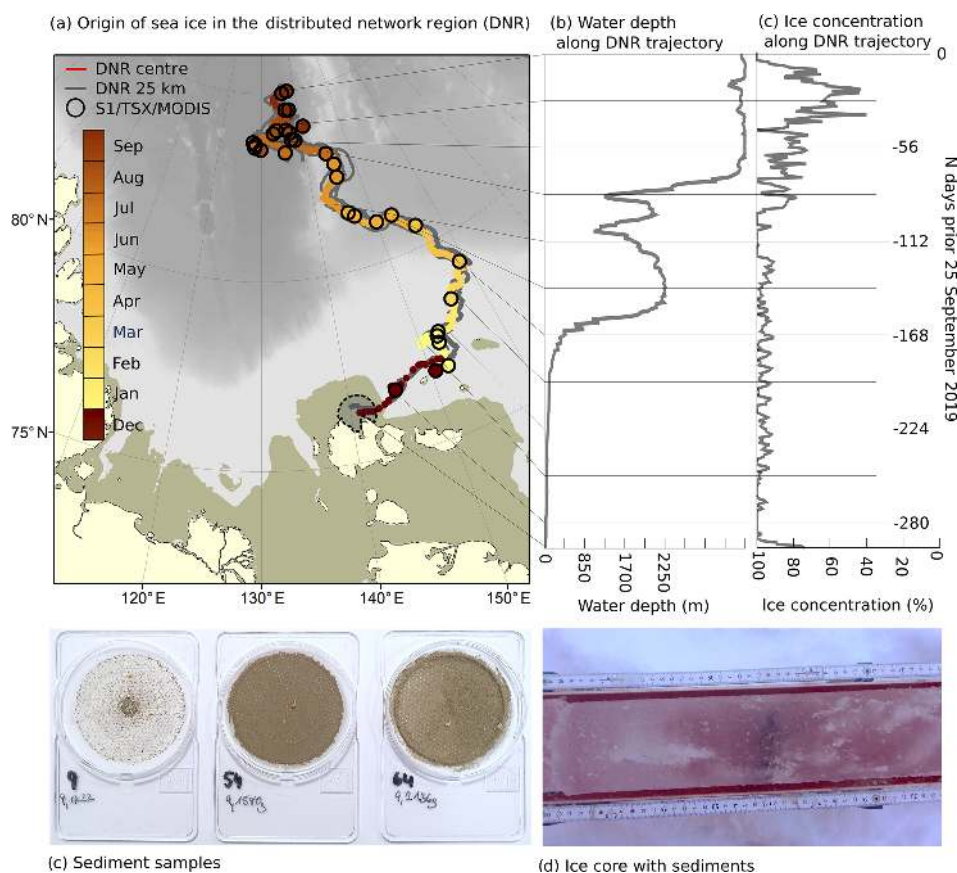 (a) Origin of sea ice in the distributed network region (DNR)
(b) Water depth
along DNR trajectory
(c) Ice concentration
along DNR trajectory
DNR centre
DNR 25 km
S1/TSX/MODIS
Sep
Aug
Jul
Jun
May
Apr
Mar
Feb
Jan
Dec
80° N
75° N
120°E
130°E
140°E
150°E
0
850
1700
2250
Water depth (m)
100
80
60
40
20
0
Ice concentration (%)
0
-56
-112
-168
-224
-280
N days prior 25 September 2019
9
54
64
(c) Sediment samples
(d) Ice core with sediments